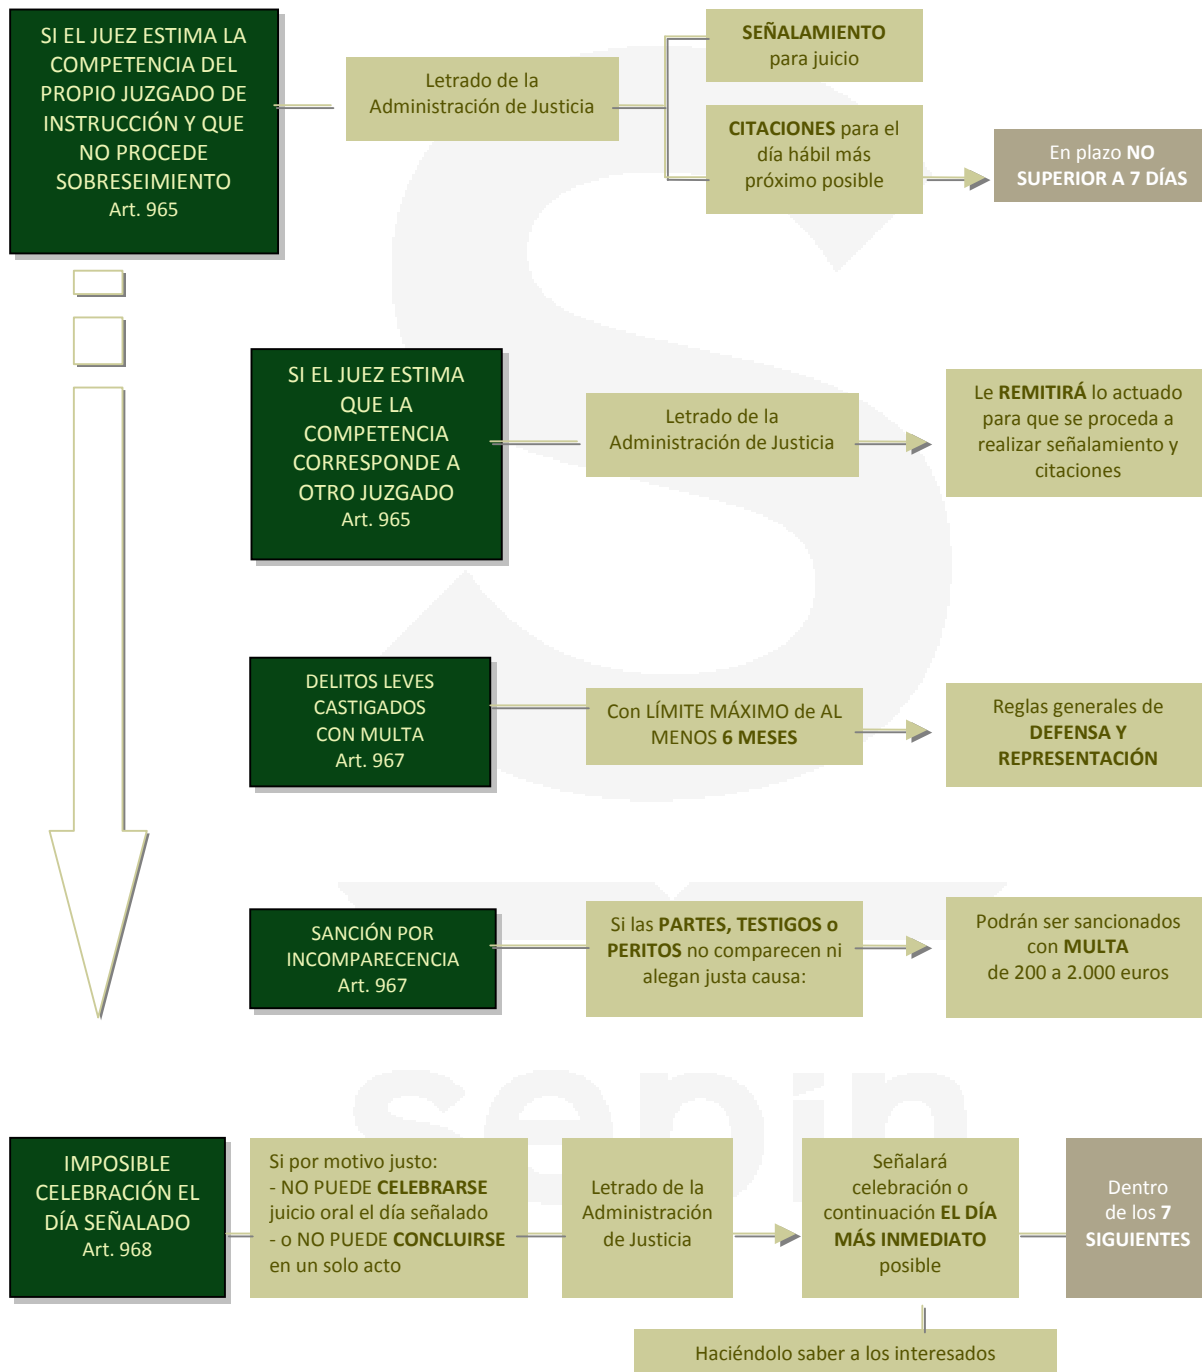 SI EL JUEZ ESTIMA LA
COMPETENCIA DEL
PROPIO JUZGADO DE
INSTRUCCIÓN Y QUE
NO PROCEDE
SOBRESEIMIENTO
Art. 965
Letrado de la
Administración de Justicia
SEÑALAMIENTO
para juicio
CITACIONES para el
día hábil más
próximo posible
En plazo NO
SUPERIOR A 7 DÍAS
SI EL JUEZ ESTIMA
QUE LA
COMPETENCIA
CORRESPONDE A
OTRO JUZGADO
Art. 965
Letrado de la
Administración de Justicia
Le REMITIRÁ lo actuado
para que se proceda a
realizar señalamiento y
citaciones
DELITOS LEVES
CASTIGADOS
CON MULTA
Art. 967
Con LÍMITE MÁXIMO de AL
MENOS 6 MESES
Reglas generales de
DEFENSA Y
REPRESENTACIÓN
SANCIÓN POR
INCOMPARECENCIA
Art. 967
Si las PARTES, TESTIGOS o
PERITOS no comparecen ni
alegan justa causa:
Podrán ser sancionados
con MULTA
de 200 a 2.000 euros
sepín
IMPOSIBLE
CELEBRACIÓN EL
DÍA SEÑALADO
Art. 968
Si por motivo justo:
- NO PUEDE CELEBRARSE
juicio oral el día señalado
- o NO PUEDE CONCLUIRSE
en un solo acto
Letrado de la
Administración
de Justicia
Señalará
celebración o
continuación EL DÍA
MÁS INMEDIATO
posible
Dentro
de los 7
SIGUIENTES
Haciéndolo saber a los interesados